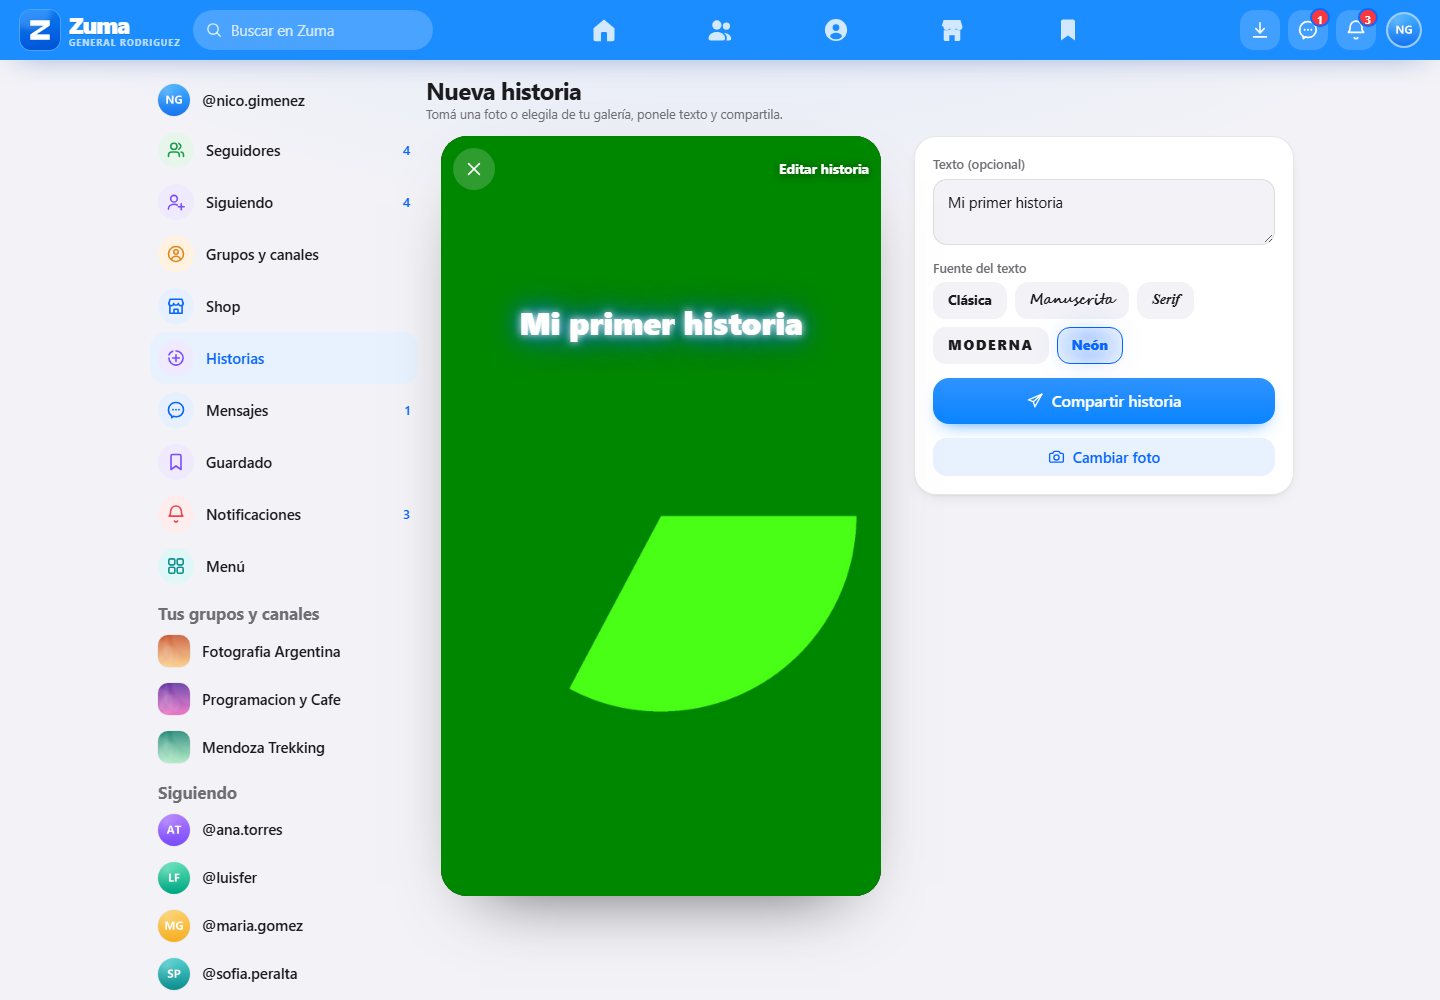 Z
Zuma
GENERAL RODRIGUEZ
Buscar en Zuma
1
3
NG
NG
@nico.gimenez
Seguidores
4
Siguiendo
4
Grupos y canales
Shop
Historias
Mensajes
1
Guardado
Notificaciones
3
Menú
Tus grupos y canales
Fotografia Argentina
Programacion y Cafe
Mendoza Trekking
Siguiendo
AT
@ana.torres
LF
@luisfer
MG
@maria.gomez
SP
@sofia.peralta
Nueva historia
Tomá una foto o elegila de tu galería, ponele texto y compartila.
Editar historia
Mi primer historia
Texto (opcional)
Mi primer historia
Fuente del texto
Clásica
Manuscrita
Serif
MODERNA
Neón
Compartir historia
Cambiar foto